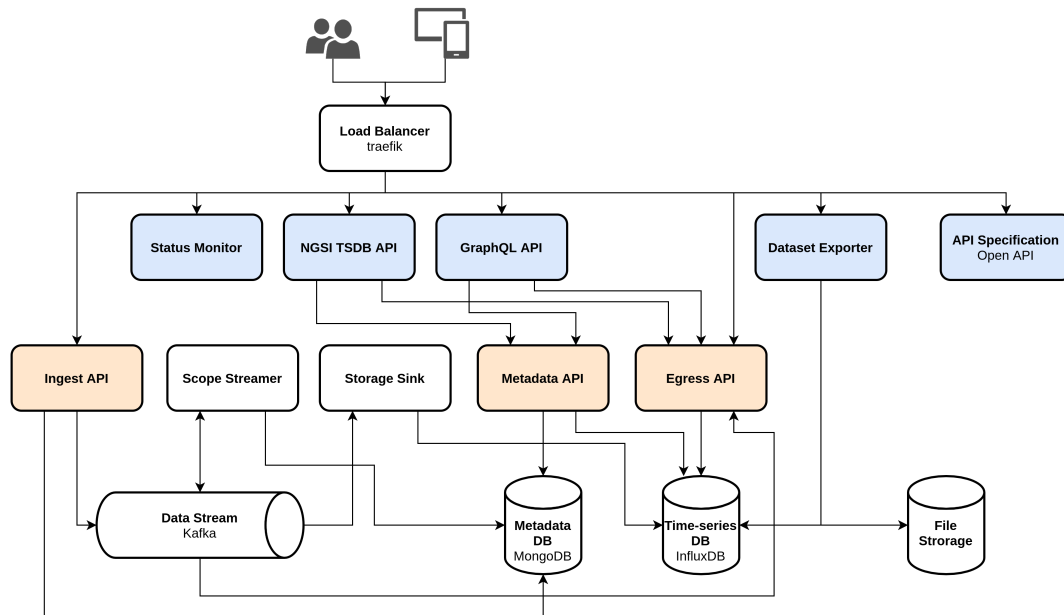 Load Balancer
traefik
Status Monitor
NGSI TSDB API
GraphQL API
Dataset Exporter
API Specification
Open API
Ingest API
Scope Streamer
Storage Sink
Metadata API
Egress API
Data Stream
Kafka
Metadata
DB
MongoDB
Time-series
DB
InfluxDB
File
Strorage